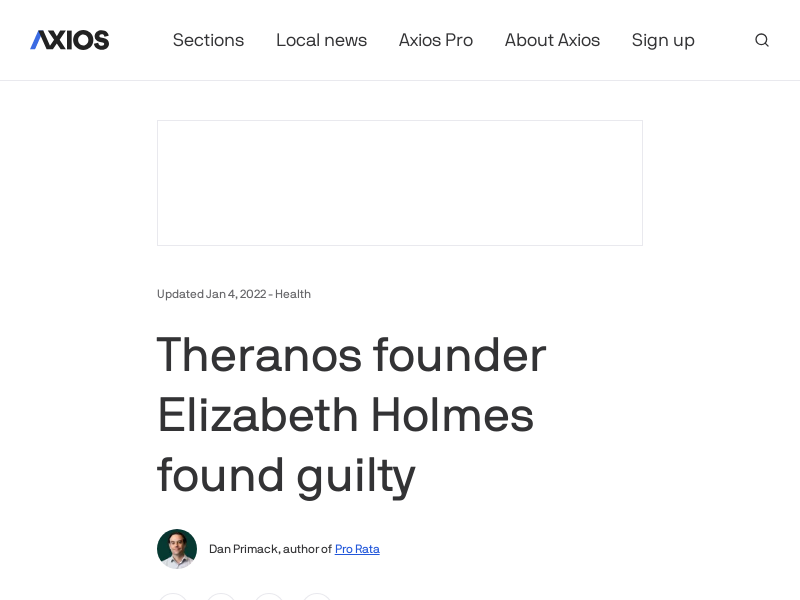 AXIOS Sections Local news Axios Pro About Axios Sign up
Updated Jan 4, 2022 - Health
Theranos founder
Elizabeth Holmes
found guilty
Dan Primack, author of Pro Rata